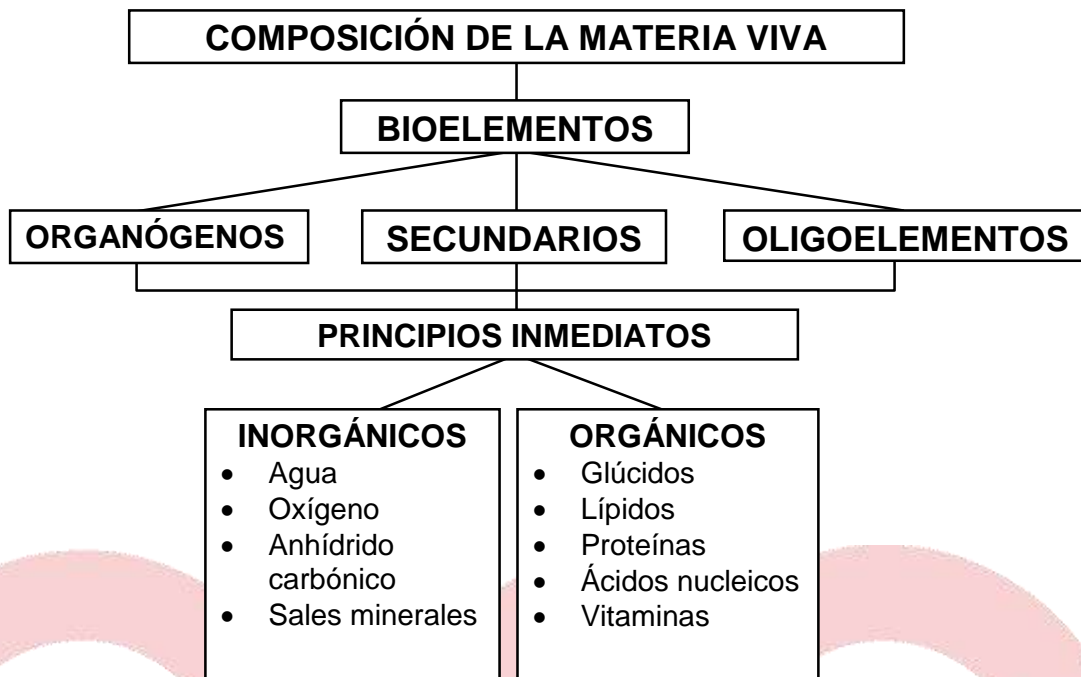 COMPOSICIÓN DE LA MATERIA VIVA
BIOELEMENTOS
ORGANÓGENOS
SECUNDARIOS
OLIGOELEMENTOS
PRINCIPIOS INMEDIATOS
INORGÁNICOS
• Agua
• Oxígeno
• Anhídrido
carbónico
• Sales minerales
ORGÁNICOS
• Glúcidos
• Lípidos
• Proteínas
• Ácidos nucleicos
• Vitaminas